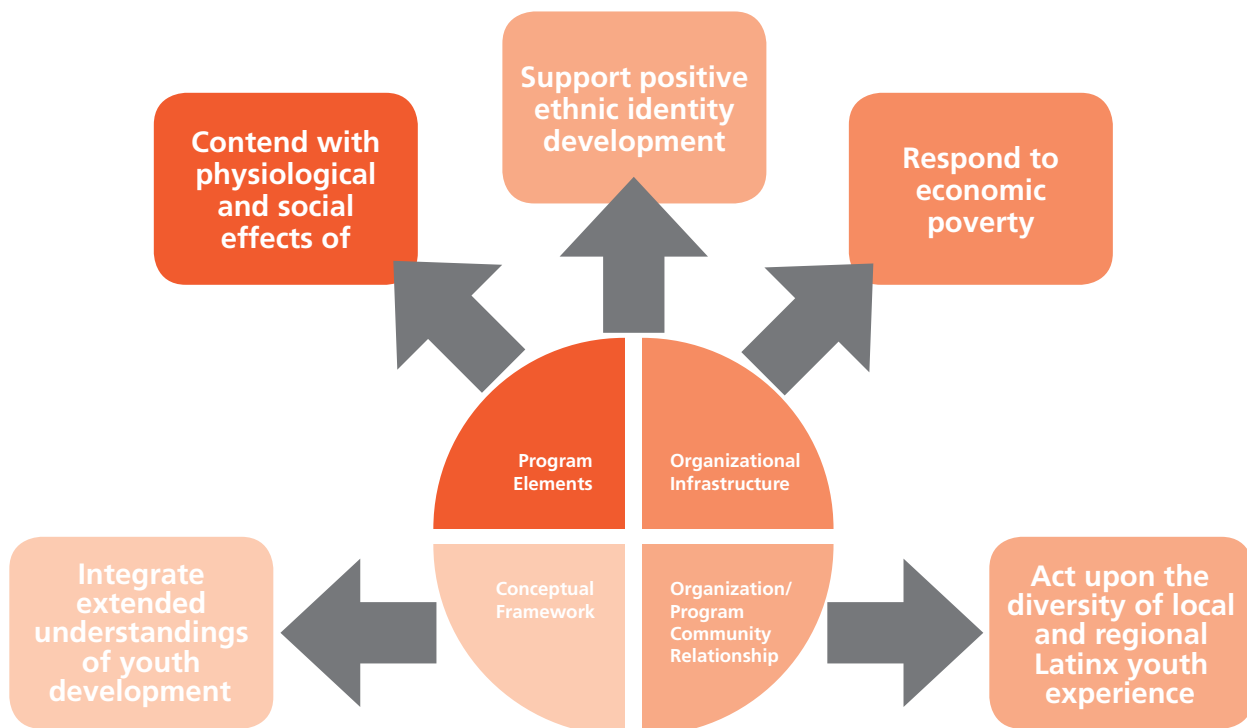 Support positive
ethnic identity
development
Contend with
physiological
and social
effects of
Respond to
economic
poverty
Program
Elements
Organizational
Infrastructure
Conceptual
Framework
Organization/
Program
Community
Relationship
Integrate
extended
understandings
of youth
development
Act upon the
diversity of local
and regional
Latinx youth
experience